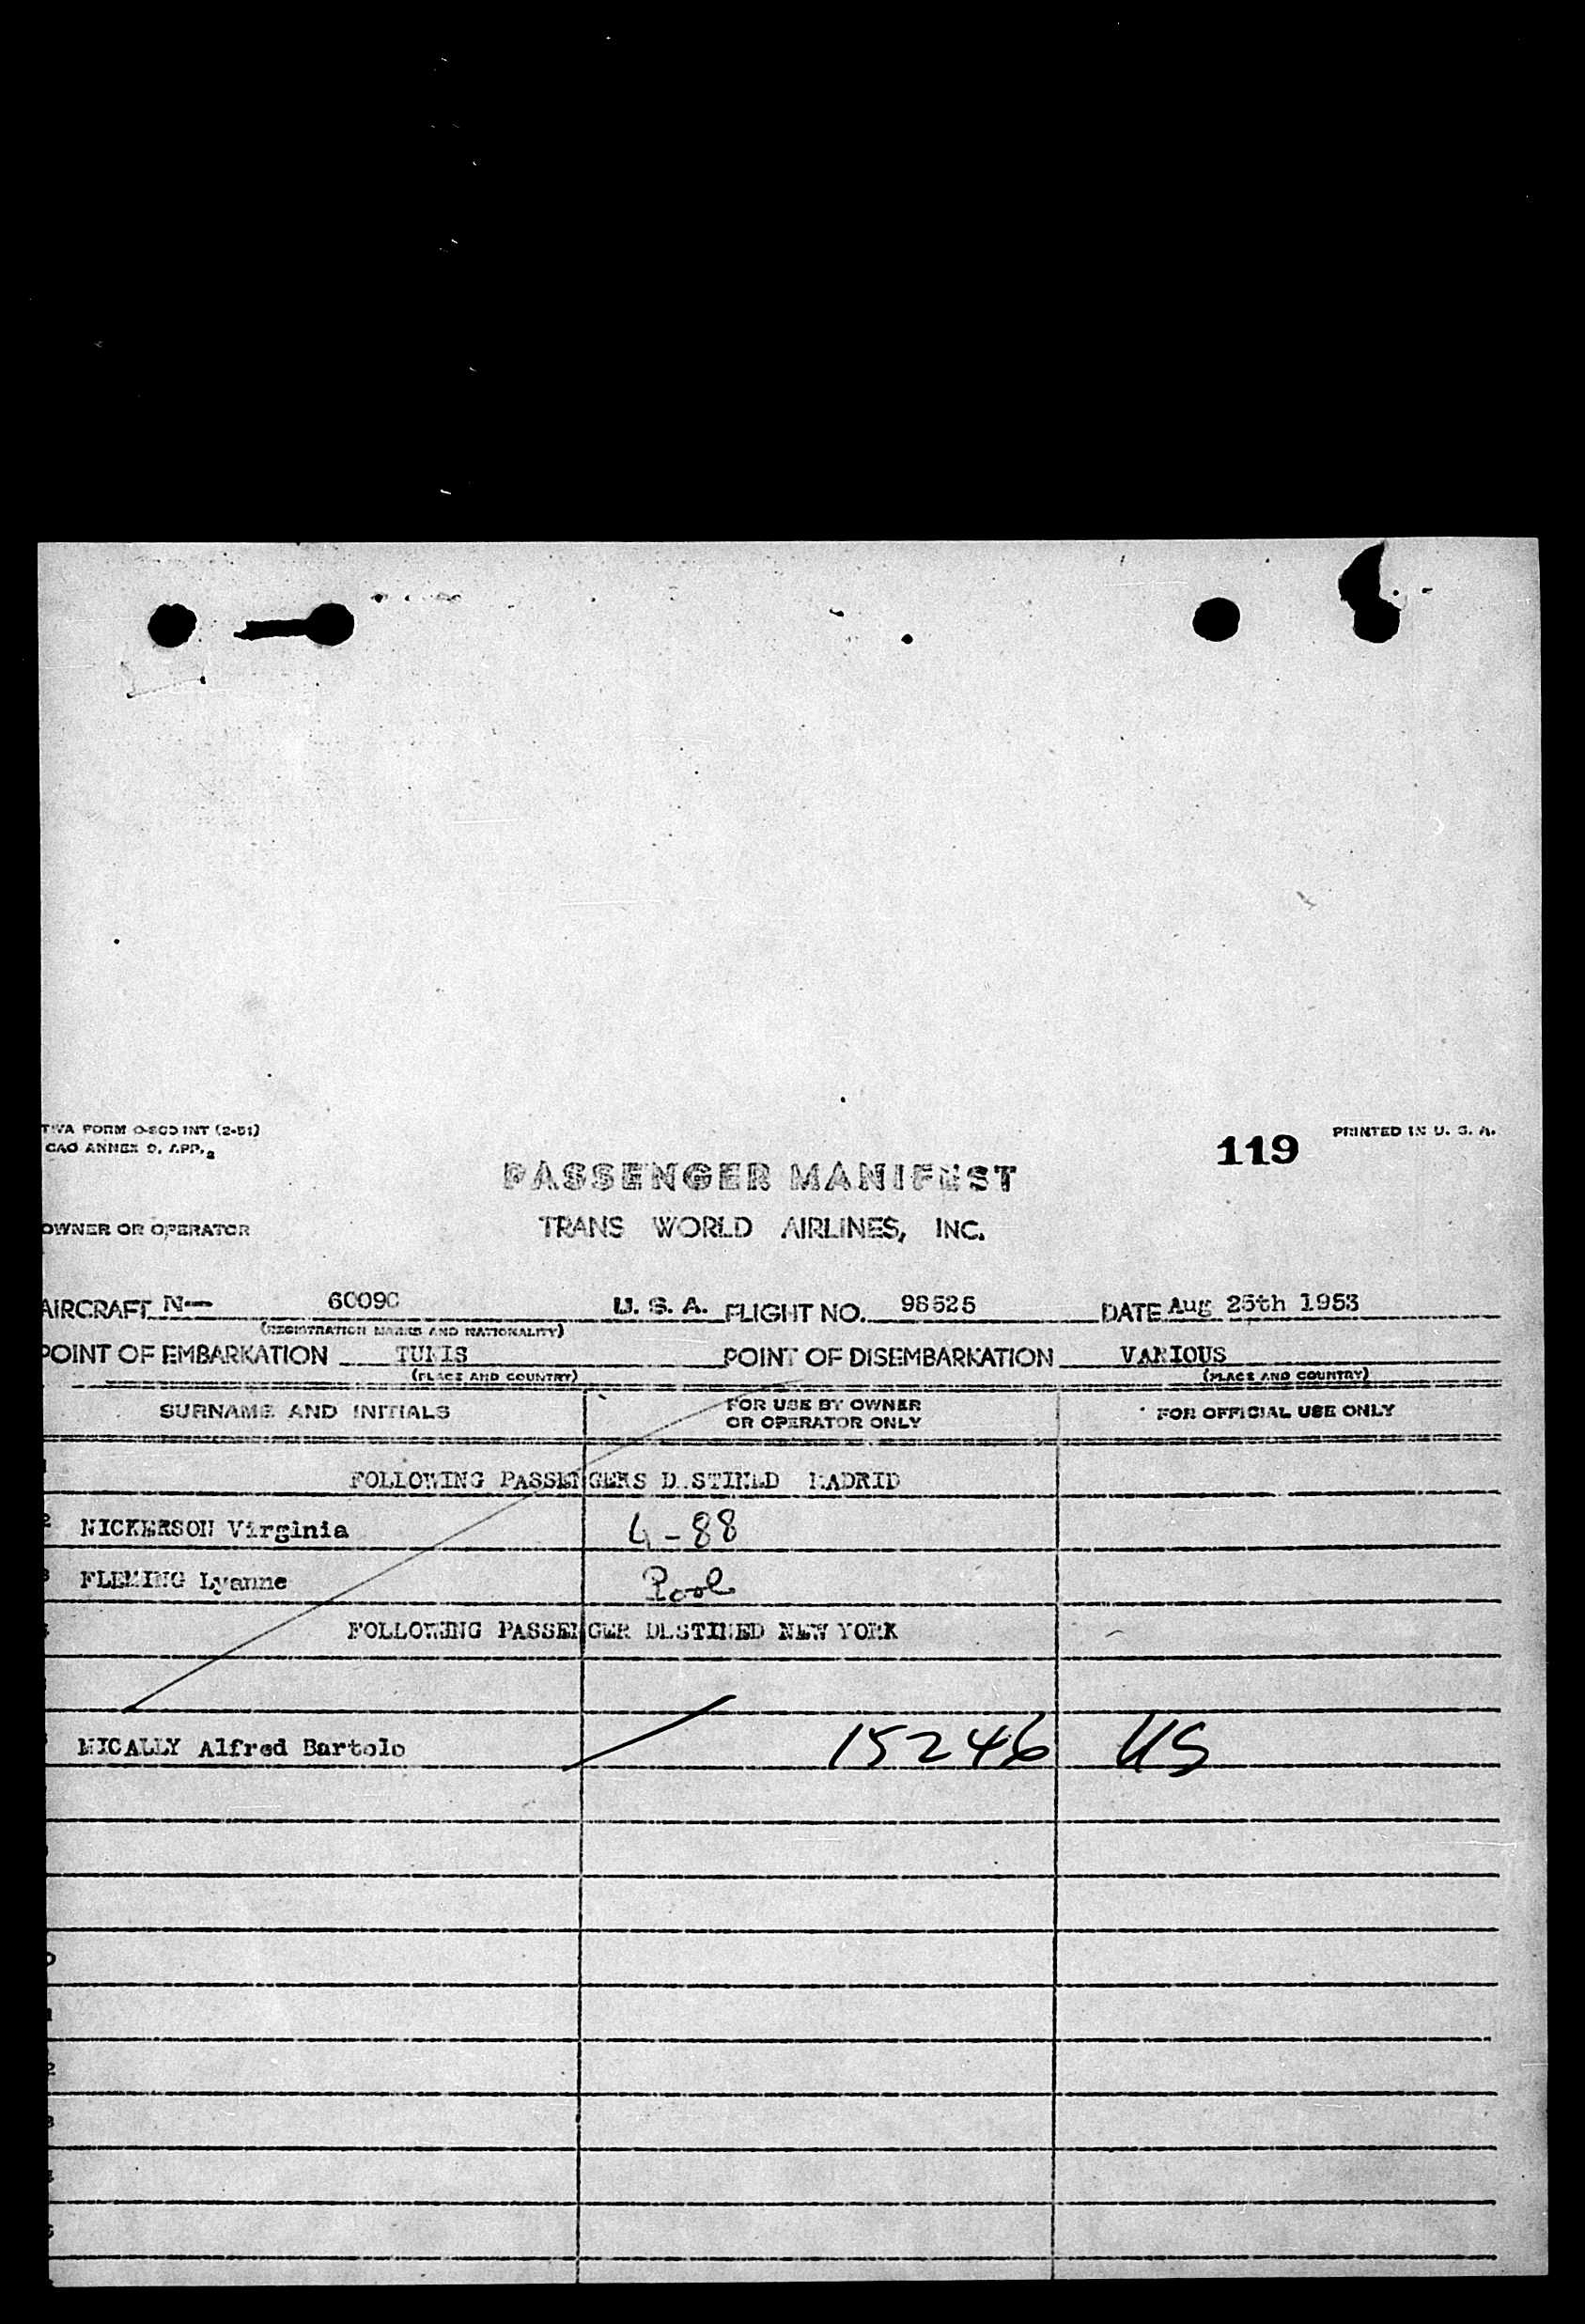 TWA FORM O-805 INT (2-51)
CAO ANNEX 9, APP. 2
119
PRINTED IN U. S. A.
PASSENGER MANIFEST
OWNER OR OPERATOR
TRANS WORLD AIRLINES, INC.
AIRCRAFT N— 6009C U. S. A. FLIGHT NO. 98525 DATE Aug 25th 1953
(REGISTRATION MARKS AND NATIONALITY)
POINT OF EMBARKATION TUNIS POINT OF DISEMBARKATION VARIOUS
(PLACE AND COUNTRY) (PLACE AND COUNTRY)
SURNAME AND INITIALS FOR USE BY OWNER OR OPERATOR ONLY FOR OFFICIAL USE ONLY
FOLLOWING PASSENGERS DESTINED MADRID
2 NICKERSON Virginia 4-88
3 FLEMING Lyanne Pool
FOLLOWING PASSENGER DESTINED NEW YORK
MICALLY Alfred Bartolo 15246 US